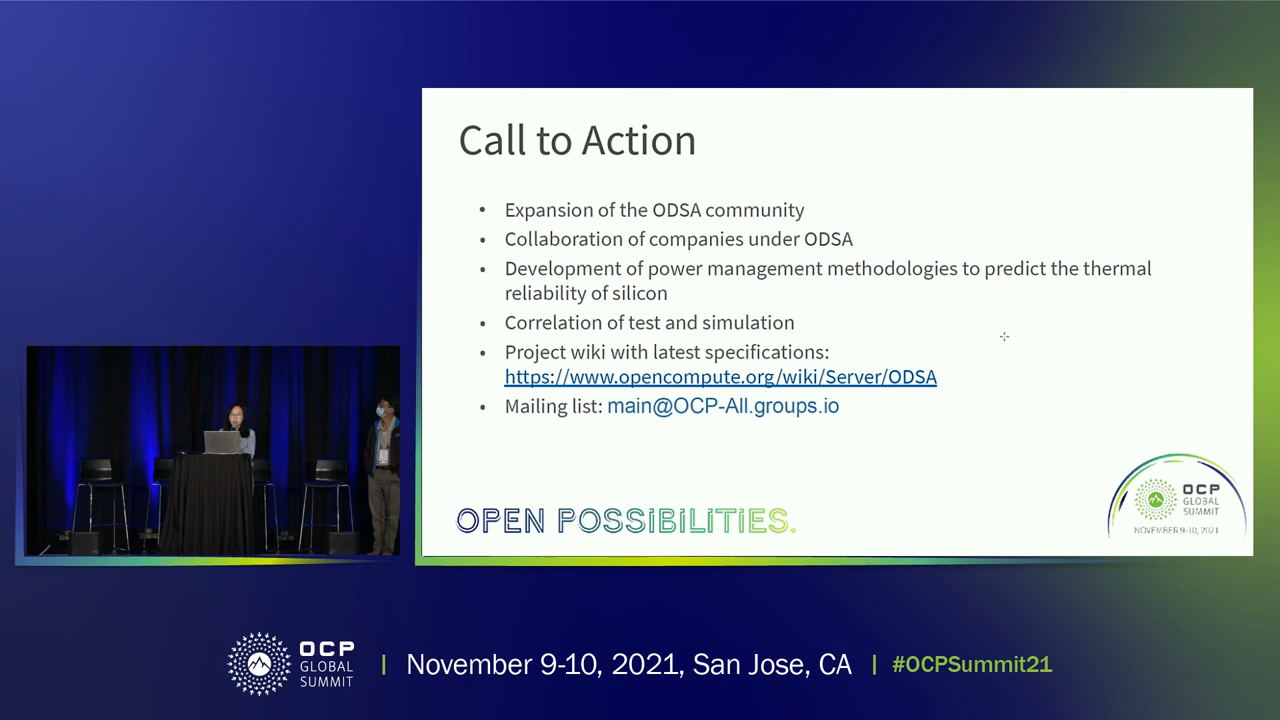 Call to Action
• Expansion of the ODSA community
• Collaboration of companies under ODSA
• Development of power management methodologies to predict the thermal
reliability of silicon
• Correlation of test and simulation
• Project wiki with latest specifications:
https://www.opencompute.org/wiki/Server/ODSA
• Mailing list: main@OCP-All.groups.io
OPEN POSSIBILITIES.
OCP
GLOBAL
SUMMIT
NOVEMBER 9-10, 2021
OCP
GLOBAL
SUMMIT
November 9-10, 2021, San Jose, CA
#OCPSummit21